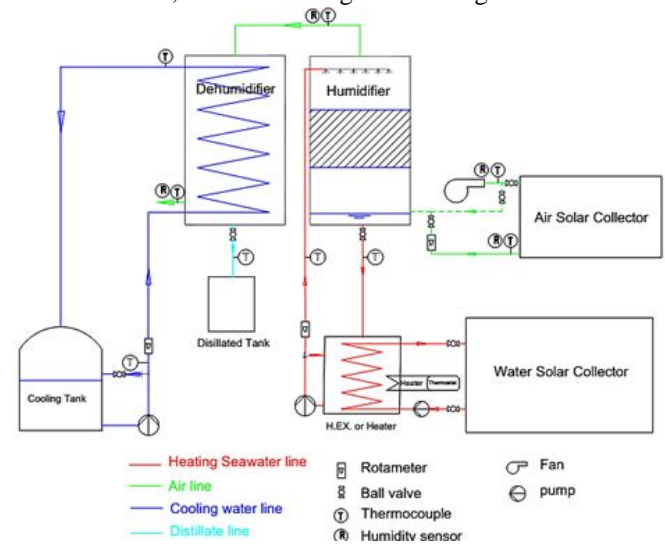 R T
T
Dehumidifier
Humidifier
R T
R T
Air Solar Collector
R T
T
T
T
Distillated Tank
T
Cooling Tank
Heater
Thermostat
Water Solar Collector
H.EX. or Heater
Heating Seawater line
Air line
Cooling water line
Distillate line
Rotameter
Ball valve
T Thermocouple
R Humidity sensor
Fan
pump